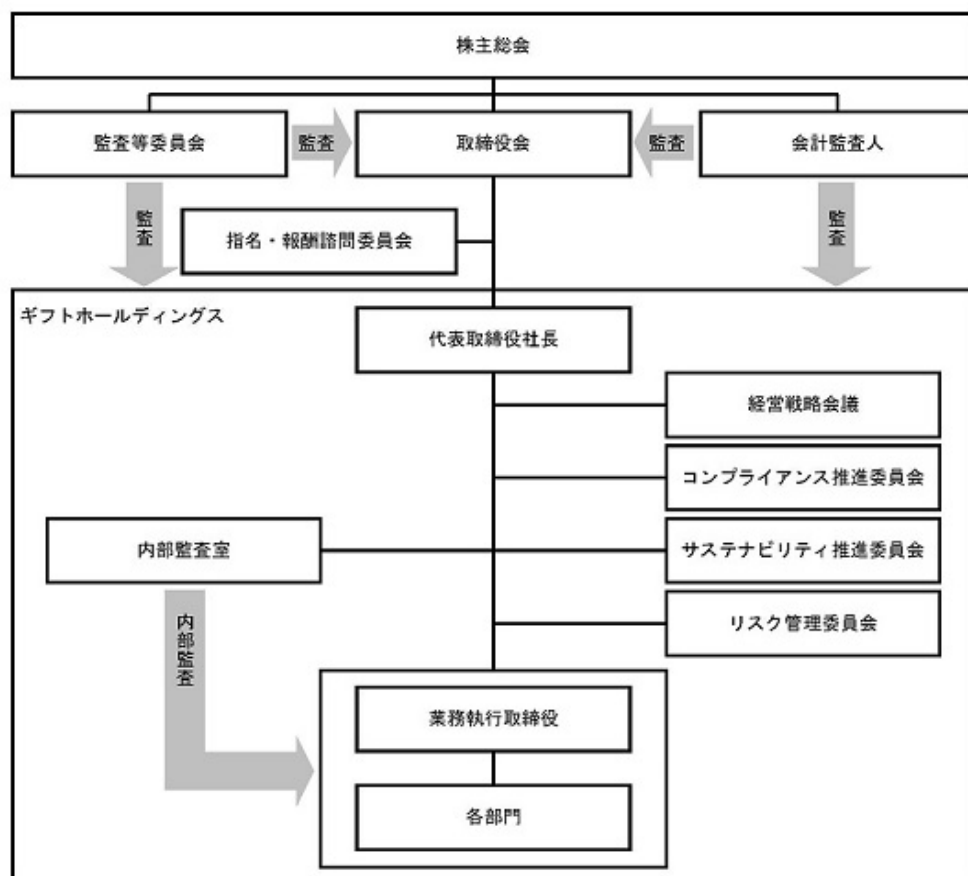 株主総会
監査等委員会
監査
取締役会
監査
会計監査人
監査
指名・報酬諮問委員会
監査
ギフトホールディングス
代表取締役社長
経営戦略会議
コンプライアンス推進委員会
内部監査室
サステナビリティ推進委員会
リスク管理委員会
内部監査
業務執行取締役
各部門